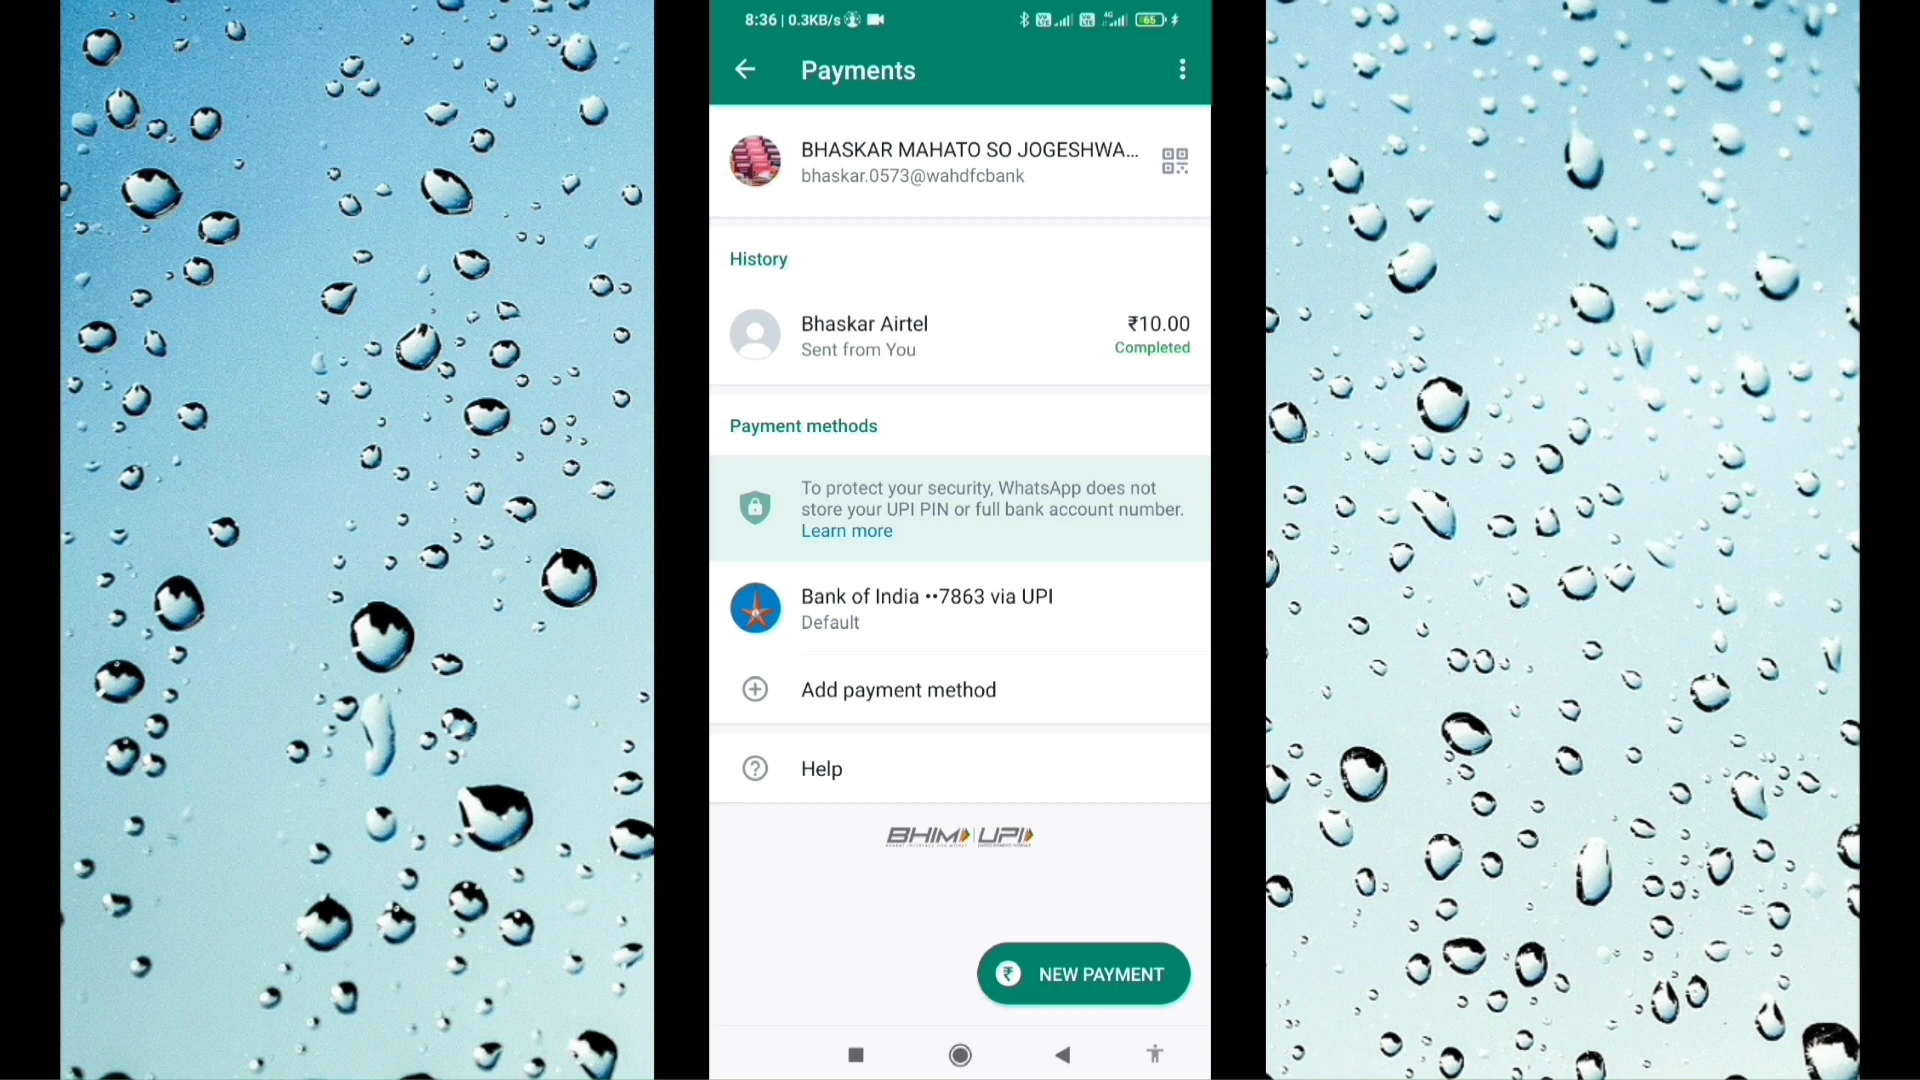 8:36 | 0.3KB/s
4G
65
Payments
BHASKAR MAHATO SO JOGESHWA...
bhaskar.0573@wahdfcbank
History
Bhaskar Airtel
₹10.00
Sent from You
Completed
Payment methods
To protect your security, WhatsApp does not
store your UPI PIN or full bank account number.
Learn more
Bank of India ••7863 via UPI
Default
Add payment method
Help
BHIM UPI
NEW PAYMENT